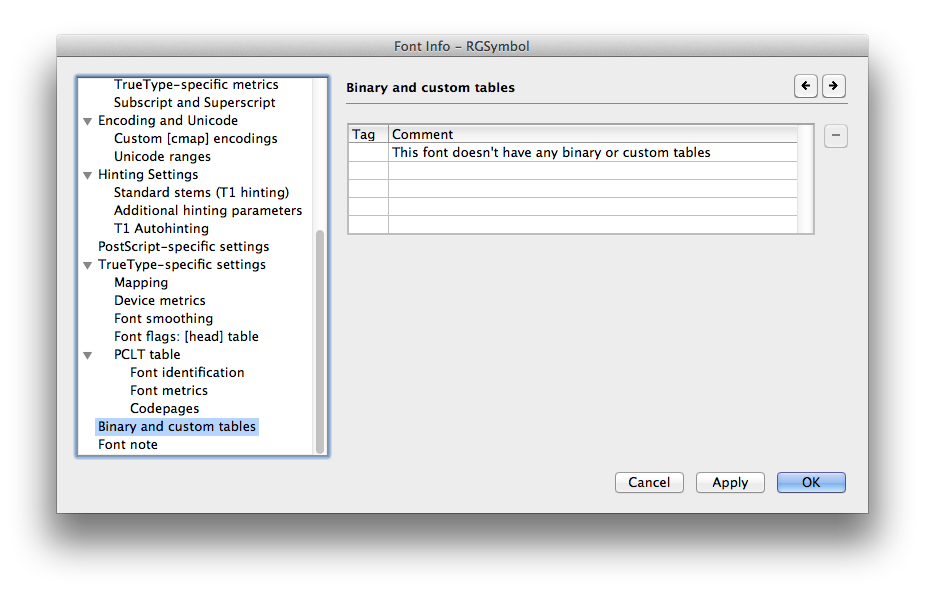 Font Info – RGSymbol
TrueType-specific metrics
Subscript and Superscript
Encoding and Unicode
Custom [cmap] encodings
Unicode ranges
Hinting Settings
Standard stems (T1 hinting)
Additional hinting parameters
T1 Autohinting
PostScript-specific settings
TrueType-specific settings
Mapping
Device metrics
Font smoothing
Font flags: [head] table
PCLT table
Font identification
Font metrics
Codepages
Binary and custom tables
Font note
Binary and custom tables
Tag Comment
This font doesn't have any binary or custom tables
Cancel Apply OK